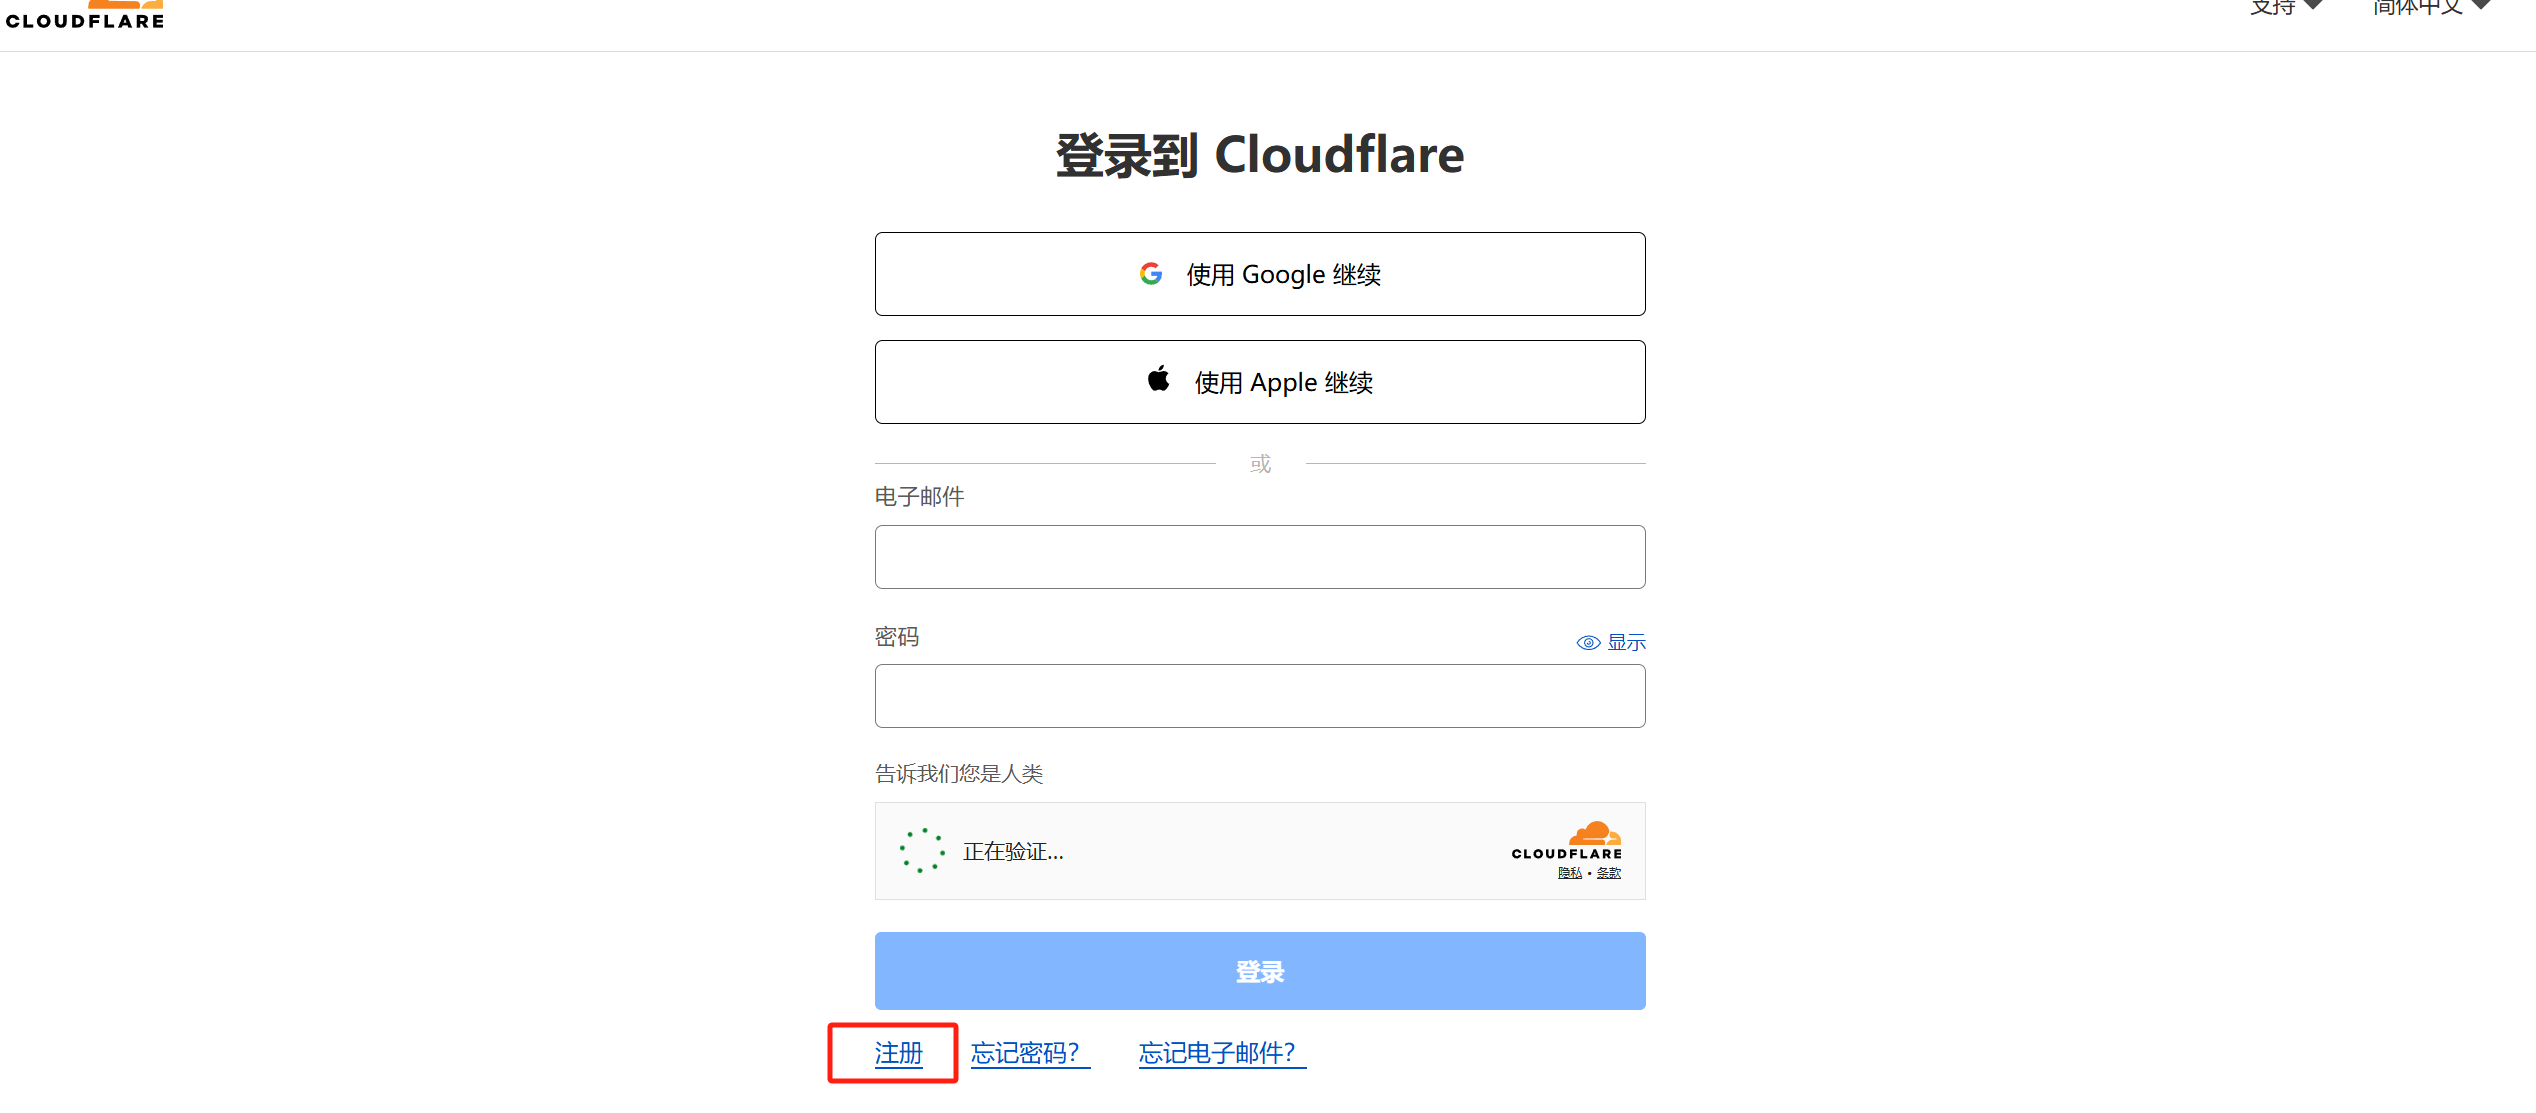 CLOUDFLARE
支持 简体中文
登录到 Cloudflare
使用 Google 继续
使用 Apple 继续
或
电子邮件
密码 显示
告诉我们您是人类
正在验证...
CLOUDFLARE
隐私 • 条款
登录
注册 忘记密码? 忘记电子邮件?